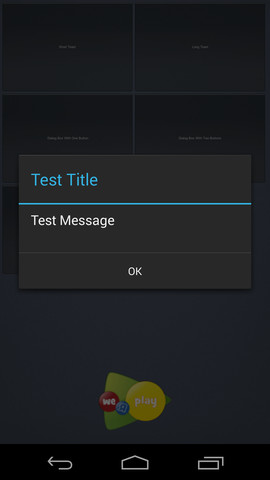 Short Toast
Long Toast
Dialog Box With One Button
Dialog Box With Two Buttons
Test Title
Test Message
OK
we play